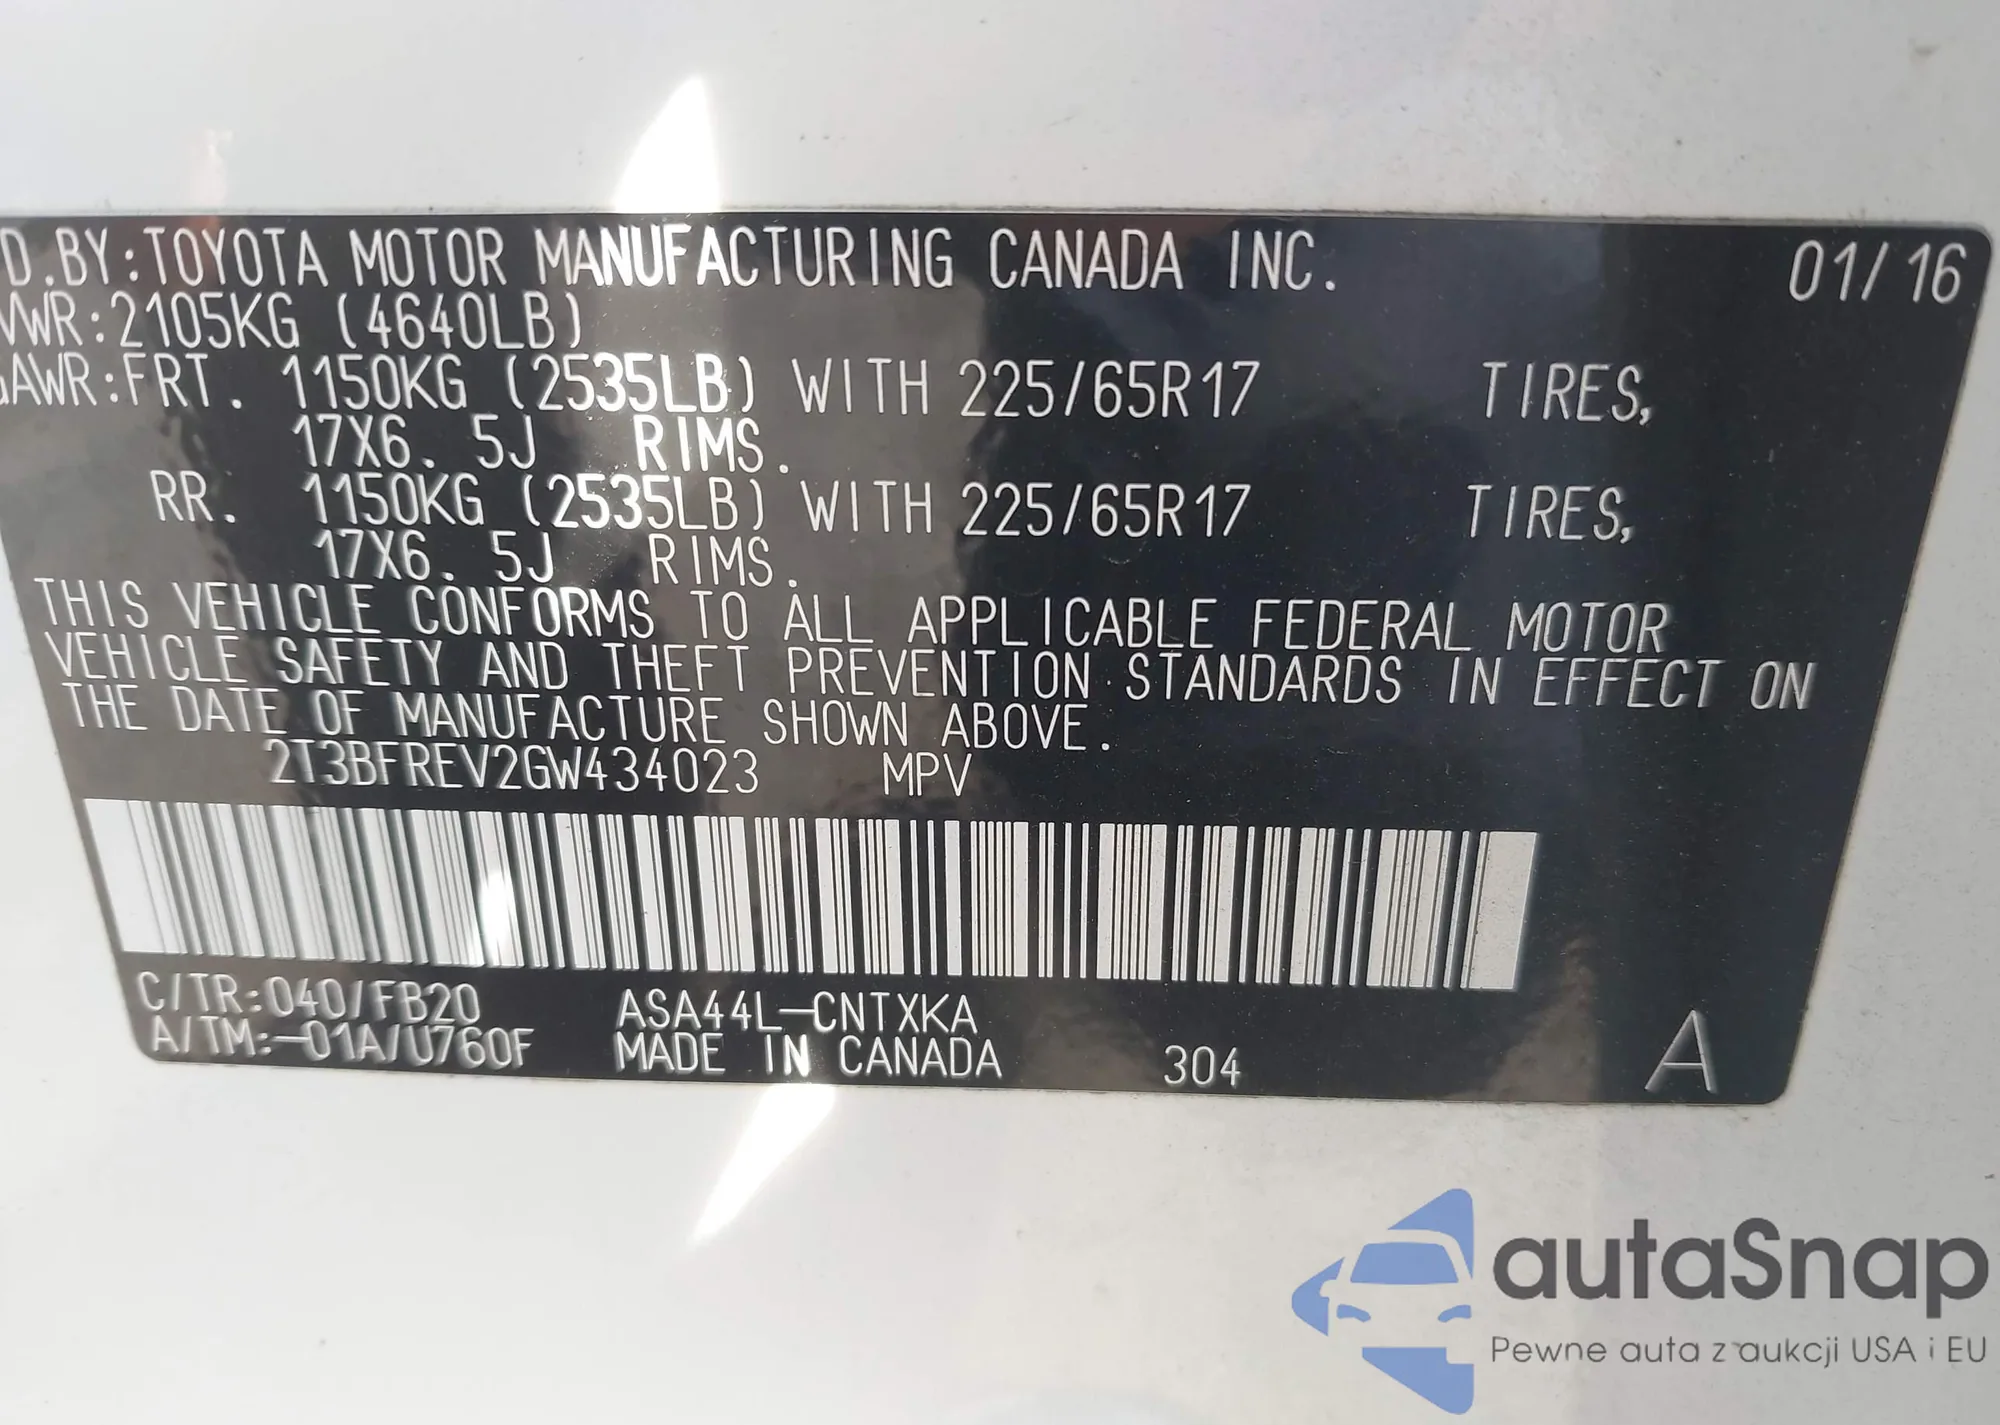 D.BY:TOYOTA MOTOR MANUFACTURING CANADA INC. 01/16
VWR:2105KG (4640LB)
GAWR:FRT. 1150KG (2535LB) WITH 225/65R17 TIRES,
17X6.5J RIMS.
RR. 1150KG (2535LB) WITH 225/65R17 TIRES,
17X6.5J RIMS.
THIS VEHICLE CONFORMS TO ALL APPLICABLE FEDERAL MOTOR
VEHICLE SAFETY AND THEFT PREVENTION STANDARDS IN EFFECT ON
THE DATE OF MANUFACTURE SHOWN ABOVE.
2T3BFREV2GW434023 MPV
C/TR:040/FB20 ASA44L-CNTXKA
A/TM:-01A/U760F MADE IN CANADA 304 A
autaSnap
Pewne auta z aukcji USA i EU